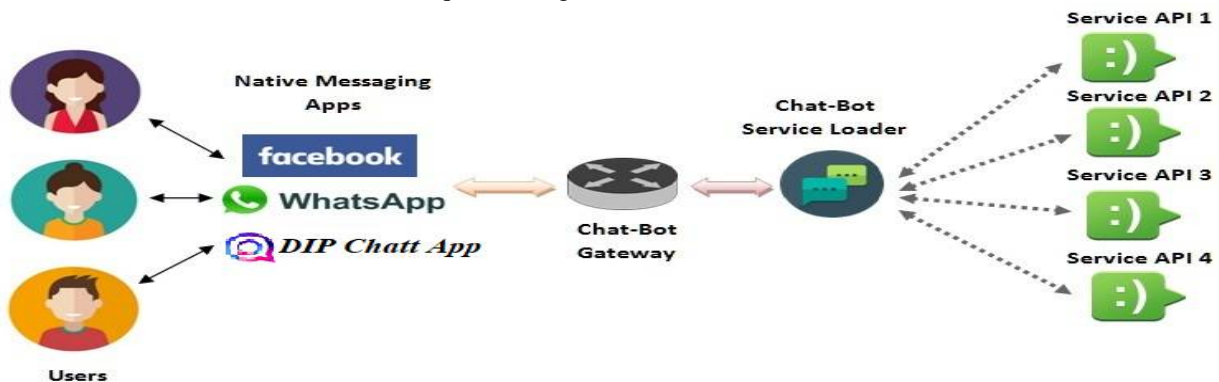 Native Messaging
Apps
facebook
WhatsApp
DIP Chatt App
Users
Chat-Bot
Gateway
Chat-Bot
Service Loader
Service API 1
:)
Service API 2
:)
Service API 3
:)
Service API 4
:)